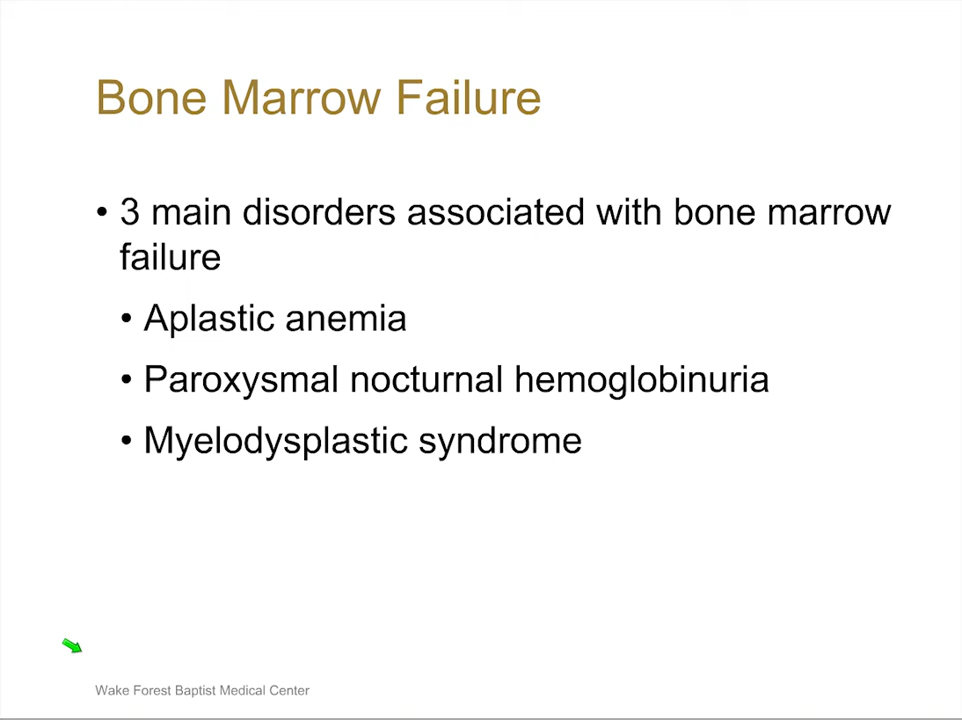 Bone Marrow Failure
• 3 main disorders associated with bone marrow
failure
• Aplastic anemia
• Paroxysmal nocturnal hemoglobinuria
• Myelodysplastic syndrome
Wake Forest Baptist Medical Center